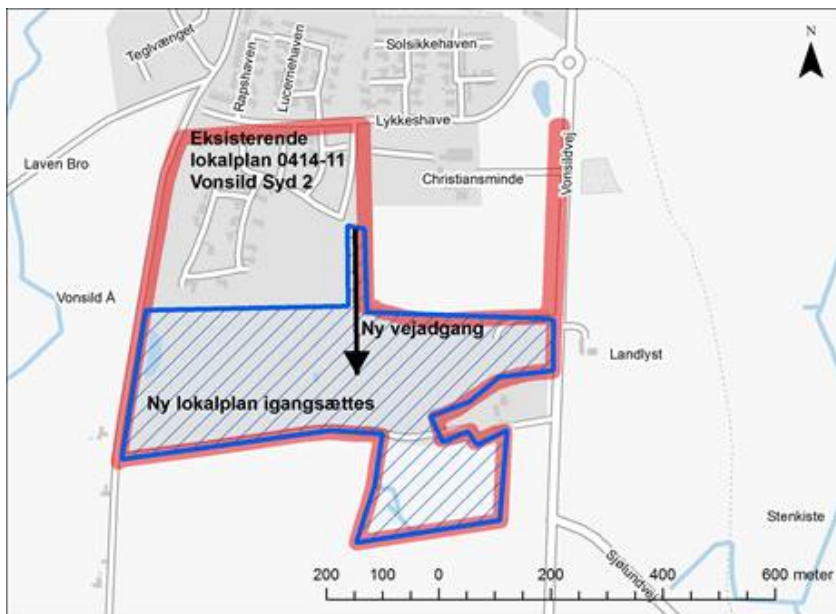 Teglvænget
Rapshaven
Lucernehaven
Solsikkehaven
N
Lykkeshave
Eksisterende
lokalplan 0414-11
Vonsild Syd 2
Laven Bro
Christiansminde
Vonsildvej
Vonsild Å
Ny vejadgang
Landlyst
Ny lokalplan igangsættes
Stenkiste
Sjølundvej
200 100 0 200 400 600 meter